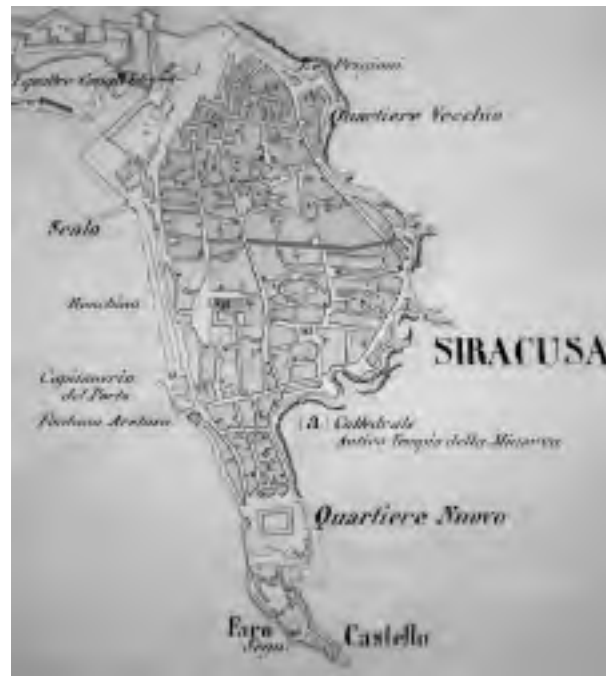 Le Prigioni
Quartiere Vecchio
Scala
SIRACUSA
Capitaneria
del Porto
Fontana Aretusa
(a) Cattedrale
Antico Tempio della Minerva
Quartiere Nuovo
Faro
Castello